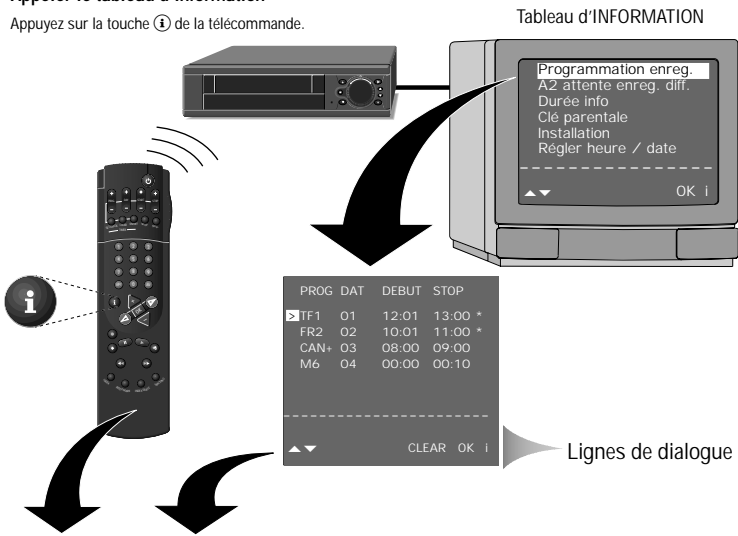 Appuyez sur la touche i de la télécommande.
Tableau d'INFORMATION
Programmation enreg.
A2 attente enreg. diff.
Durée info
Clé parentale
Installation
Régler heure / date
OK i
i
PROG DAT DEBUT STOP
>TF1 01 12:01 13:00 *
FR2 02 10:01 11:00 *
CAN+ 03 08:00 09:00
M6 04 00:00 00:10
CLEAR OK i
Lignes de dialogue